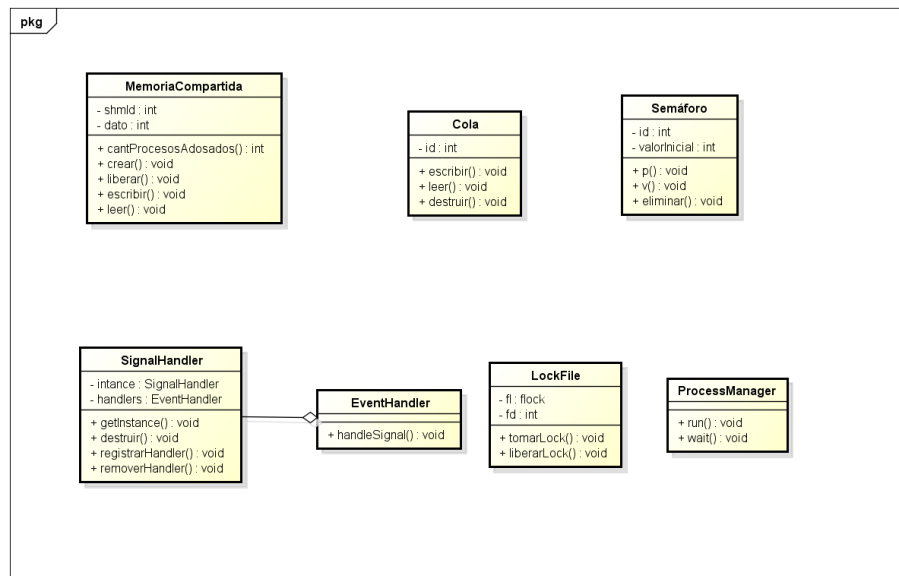 pkg
MemoriaCompartida
- shmId : int
- dato : int
+ cantProcesosAdosados() : int
+ crear() : void
+ liberar() : void
+ escribir() : void
+ leer() : void
Cola
- id : int
+ escribir() : void
+ leer() : void
+ destruir() : void
Semáforo
- id : int
- valorInicial : int
+ p() : void
+ v() : void
+ eliminar() : void
SignalHandler
- intance : SignalHandler
- handlers : EventHandler
+ getInstance() : void
+ destruir() : void
+ registrarHandler() : void
+ removerHandler() : void
EventHandler
+ handleSignal() : void
LockFile
- fl : flock
- fd : int
+ tomarLock() : void
+ liberarLock() : void
ProcessManager
+ run() : void
+ wait() : void